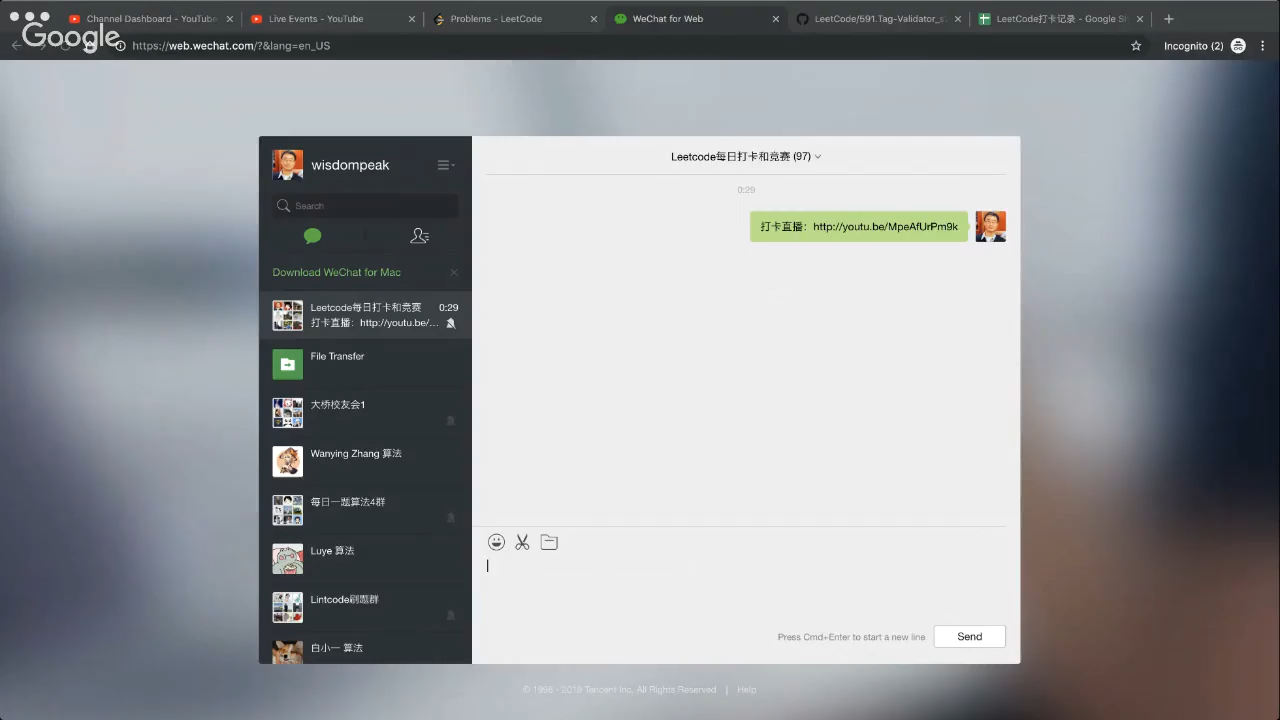 Channel Dashboard - YouTube
Live Events - YouTube
Problems - LeetCode
WeChat for Web
LeetCode/591.Tag-Validator_s
LeetCode打卡记录 - Google Sh
Google
https://web.wechat.com/?&lang=en_US
Incognito (2)
wisdompeak
Search
Download WeChat for Mac
Leetcode每日打卡和竞赛 0:29
打卡直播：http://youtu.be/...
File Transfer
大桥校友会1
Wanying Zhang 算法
每日一题算法4群
Luye 算法
Lintcode刷题群
白小一 算法
Leetcode每日打卡和竞赛 (97)
0:29
打卡直播：http://youtu.be/MpeAfUrPm9k
Press Cmd+Enter to start a new line
Send
© 1998 - 2019 Tencent Inc. All Rights Reserved | Help